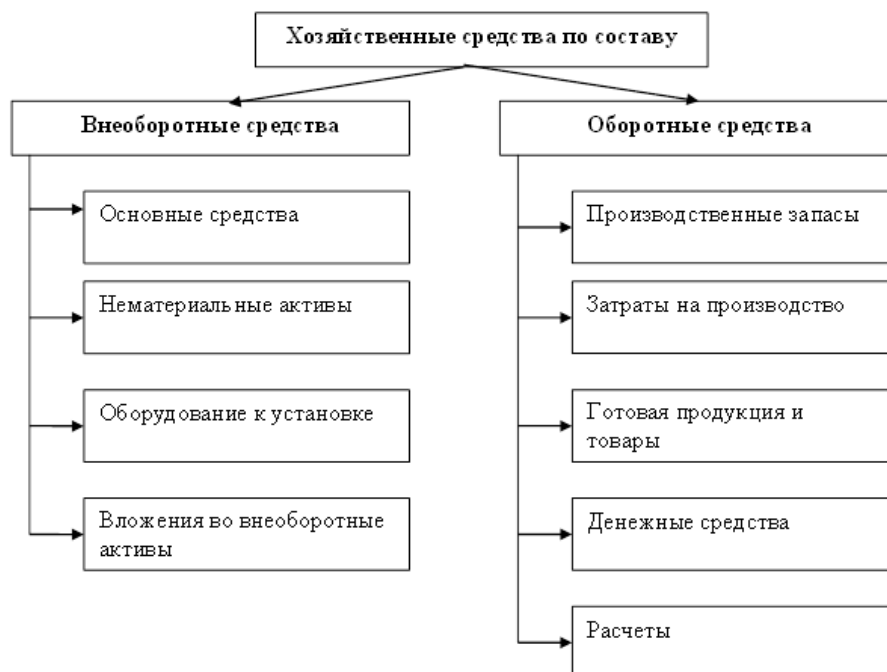 Хозяйственные средства по составу
Внеоборотные средства
Основные средства
Нематериальные активы
Оборудование к установке
Вложения во внеоборотные
активы
Оборотные средства
Производственные запасы
Затраты на производство
Готовая продукция и
товары
Денежные средства
Расчеты